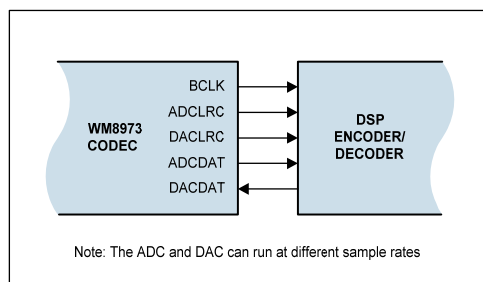 WM8973
CODEC
BCLK
ADCLRC
DACLRC
ADCDAT
DACDAT
DSP
ENCODER/
DECODER
Note: The ADC and DAC can run at different sample rates